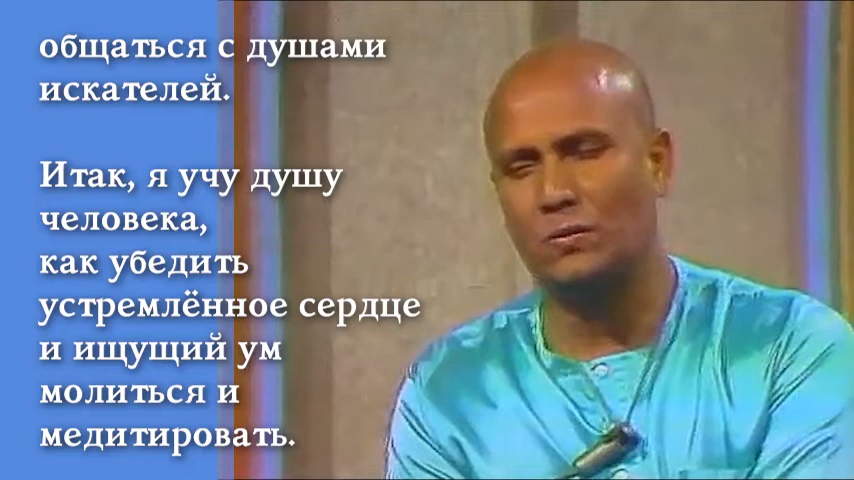 общаться с душами
искателей.
Итак, я учу душу
человека,
как убедить
устремлённое сердце
и ищущий ум
молиться и
медитировать.